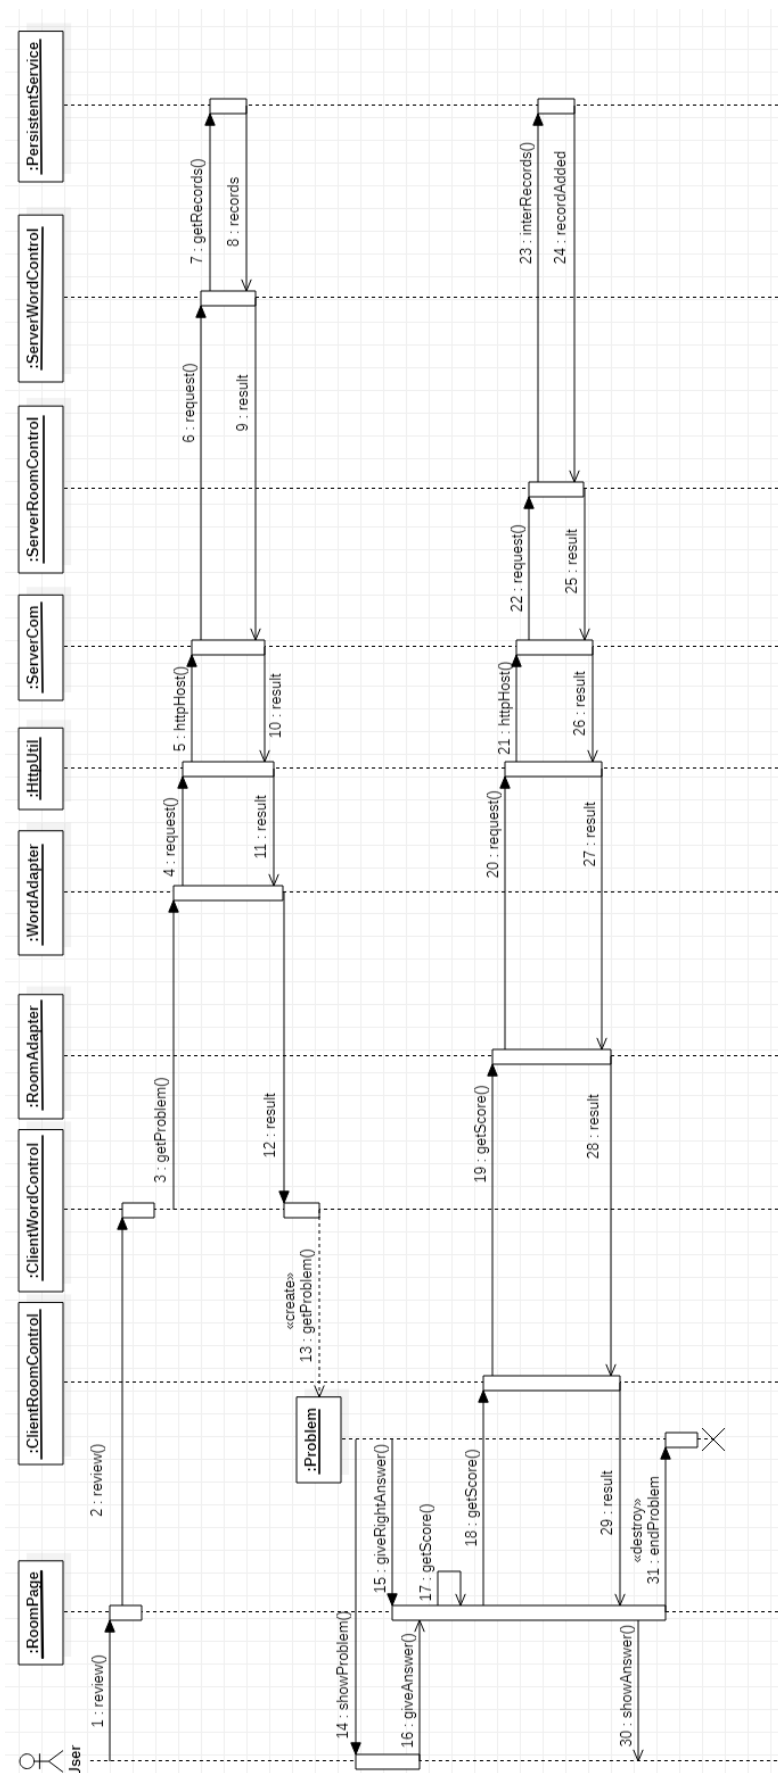 User
:RoomPage
:ClientRoomControl
:ClientWordControl
:RoomAdapter
:WordAdapter
:HttpUtil
:ServerCom
:ServerRoomControl
:ServerWordControl
:PersistentService
1 : review()
2 : review()
3 : getProblem()
4 : request()
5 : httpHost()
6 : request()
7 : getRecords()
8 : records
9 : result
10 : result
11 : result
12 : result
«create»
13 : getProblem()
:Problem
14 : showProblem()
15 : giveRightAnswer()
16 : giveAnswer()
17 : getScore()
18 : getScore()
19 : getScore()
20 : request()
21 : httpHost()
22 : request()
23 : interRecords()
24 : recordAdded
25 : result
26 : result
27 : result
28 : result
29 : result
30 : showAnswer()
«destroy»
31 : endProblem